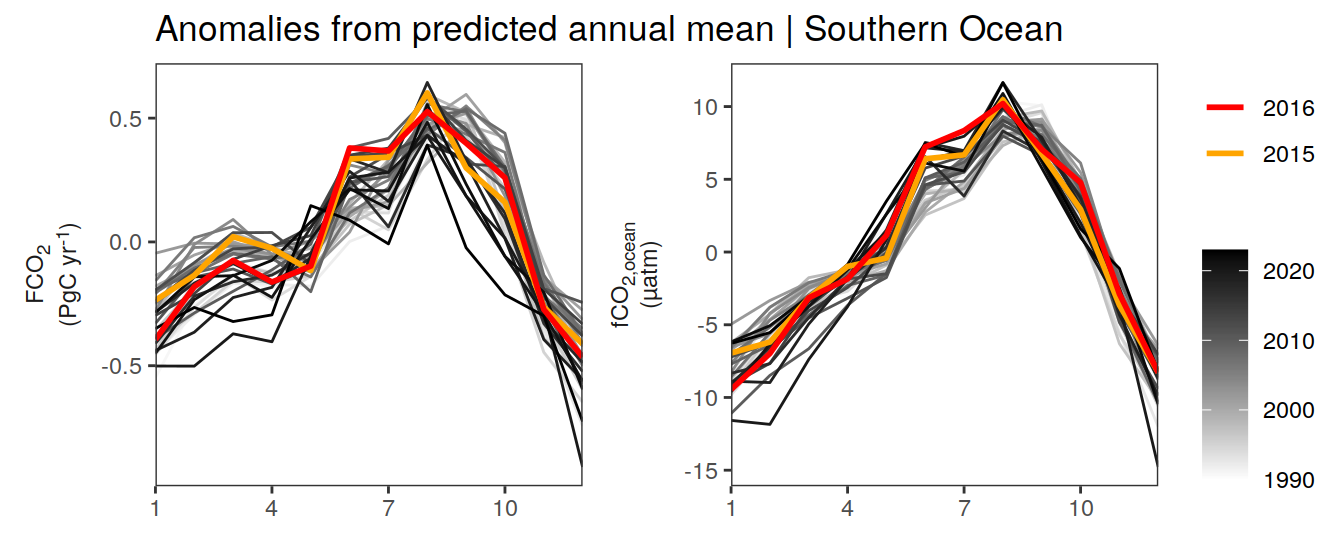 Anomalies from predicted annual mean | Southern Ocean
FCO₂
(PgC yr⁻¹)
0.5
0.0
-0.5
1 4 7 10
fCO₂,ocean
(µatm)
10
5
0
-5
-10
-15
1 4 7 10
2016
2015
2020
2010
2000
1990